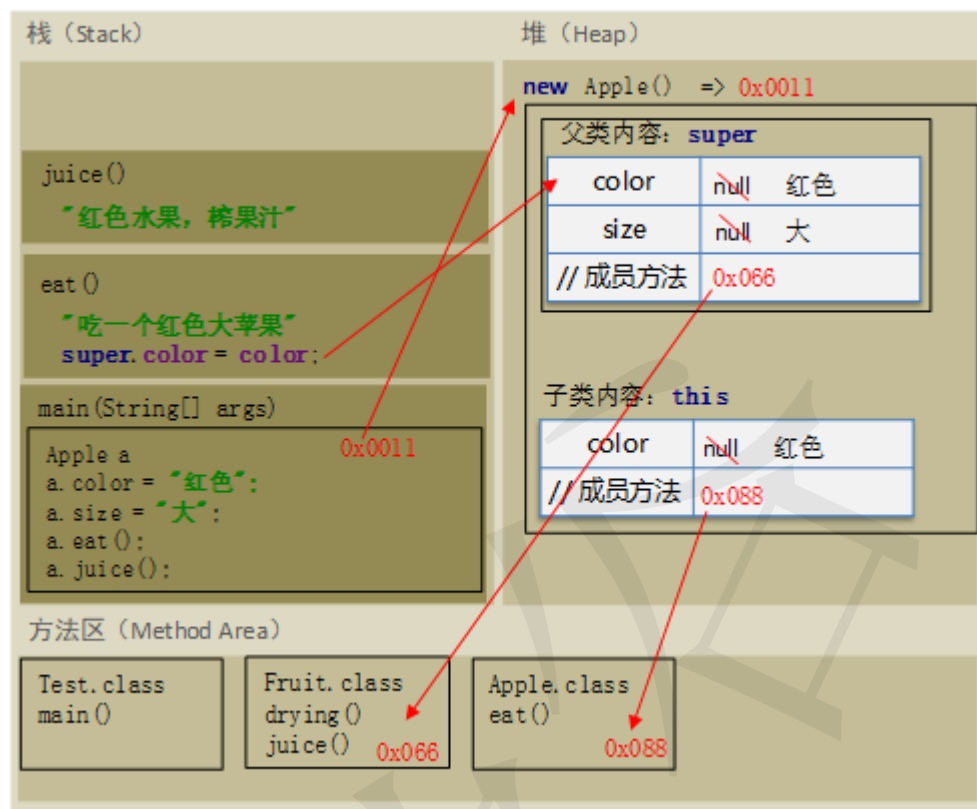 栈（Stack）
juice()
"红色水果，榨果汁"
eat()
"吃一个红色大苹果"
super.color = color;
main(String[] args)
0x0011
Apple a
a.color = "红色";
a.size = "大";
a.eat();
a.juice();
堆（Heap）
new Apple() => 0x0011
父类内容：super
color null 红色
size null 大
// 成员方法 0x066
子类内容：this
color null 红色
// 成员方法 0x088
方法区（Method Area）
Test.class
main()
Fruit.class
drying()
juice() 0x066
Apple.class
eat()
0x088